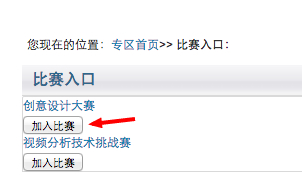 您现在的位置：专区首页>> 比赛入口：
比赛入口
创意设计大赛
加入比赛
视频分析技术挑战赛
加入比赛